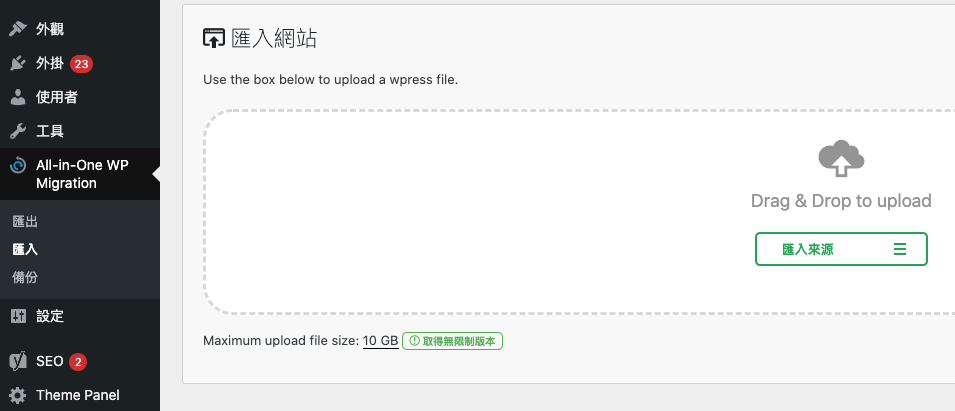 外觀
外掛 23
使用者
工具
All-in-One WP
Migration
匯出
匯入
備份
設定
SEO 2
Theme Panel
匯入網站
Use the box below to upload a wpress file.
Drag & Drop to upload
匯入來源
Maximum upload file size: 10 GB 取得無限制版本